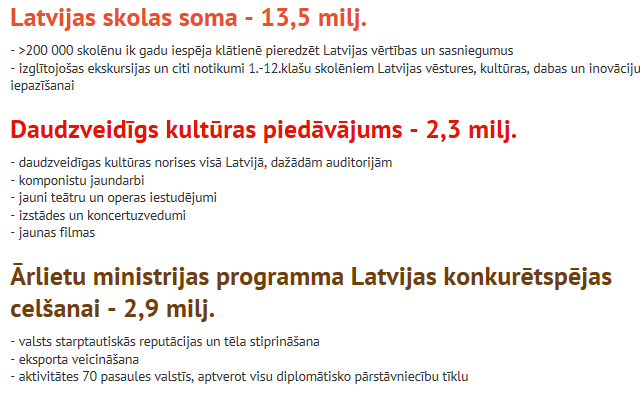 Latvijas skolas soma - 13,5 milj.
- >200 000 skolēnu ik gadu iespēja klātienē pieredzēt Latvijas vērtības un sasniegumus
- izglītojošas ekskursijas un citi notikumi 1.-12.klašu skolēniem Latvijas vēstures, kultūras, dabas un inovāciju
iepazīšanai
Daudzveidīgs kultūras piedāvājums - 2,3 milj.
- daudzveidīgas kultūras norises visā Latvijā, dažādām auditorijām
- komponistu jaundarbi
- jauni teātru un operas iestudējumi
- izstādes un koncertuzvedumi
- jaunas filmas
Ārlietu ministrijas programma Latvijas konkurētspējas
celšanai - 2,9 milj.
- valsts starptautiskās reputācijas un tēla stiprināšana
- eksporta veicināšana
- aktivitātes 70 pasaules valstīs, aptverot visu diplomātisko pārstāvniecību tīklu